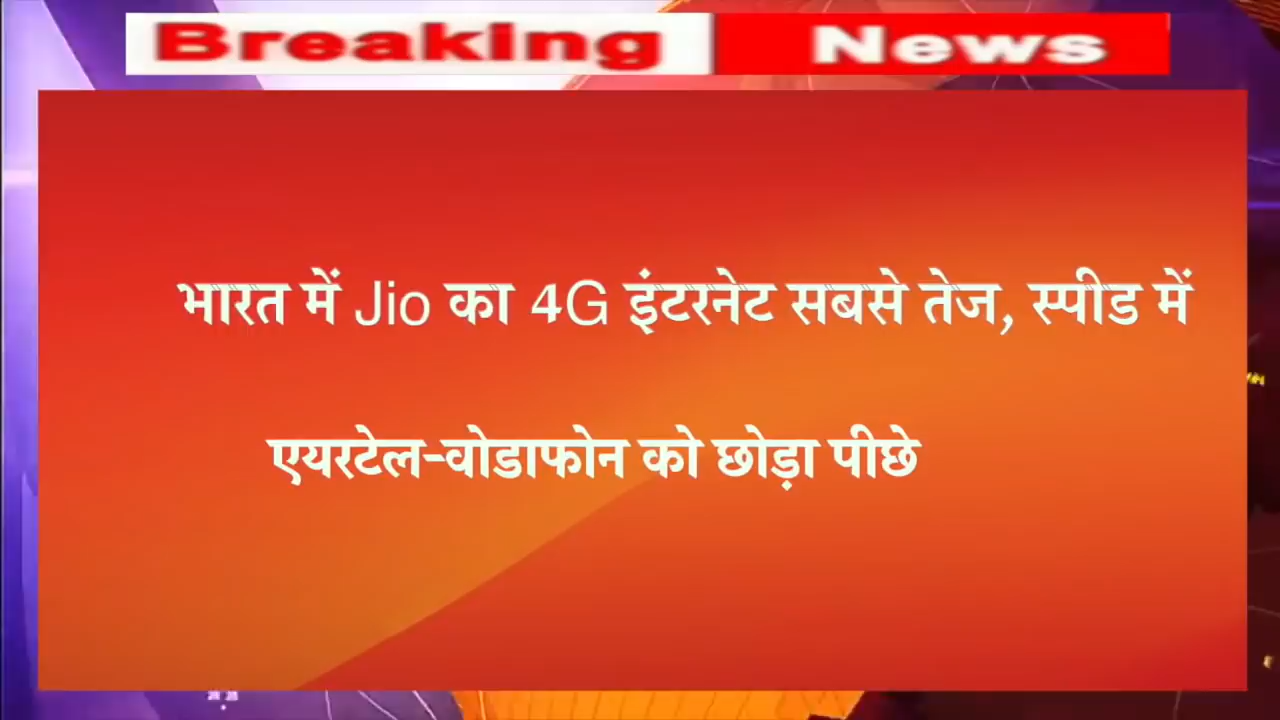 Breaking News
भारत में Jio का 4G इंटरनेट सबसे तेज, स्पीड में
एयरटेल-वोडाफोन को छोड़ा पीछे